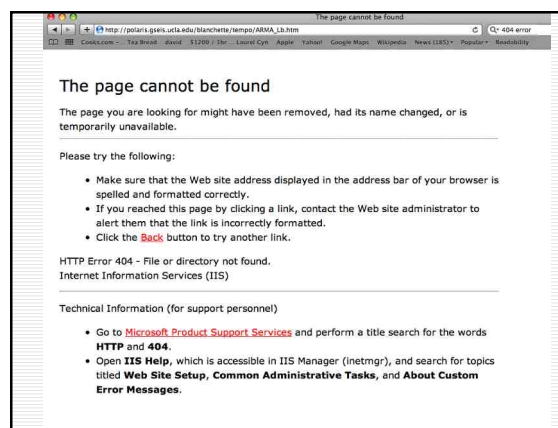 The page cannot be found
http://polaris.gseis.ucla.edu/blanchette/tempo/ARMA_Lb.htm
404 error
Cooks.com - ... Tea Bread david $1200 / 1br ... Laurel Cyn Apple Yahoo! Google Maps Wikipedia News (185) Popular Readability
The page cannot be found
The page you are looking for might have been removed, had its name changed, or is
temporarily unavailable.
Please try the following:
• Make sure that the Web site address displayed in the address bar of your browser is
spelled and formatted correctly.
• If you reached this page by clicking a link, contact the Web site administrator to
alert them that the link is incorrectly formatted.
• Click the Back button to try another link.
HTTP Error 404 - File or directory not found.
Internet Information Services (IIS)
Technical Information (for support personnel)
• Go to Microsoft Product Support Services and perform a title search for the words
HTTP and 404.
• Open IIS Help, which is accessible in IIS Manager (inetmgr), and search for topics
titled Web Site Setup, Common Administrative Tasks, and About Custom
Error Messages.